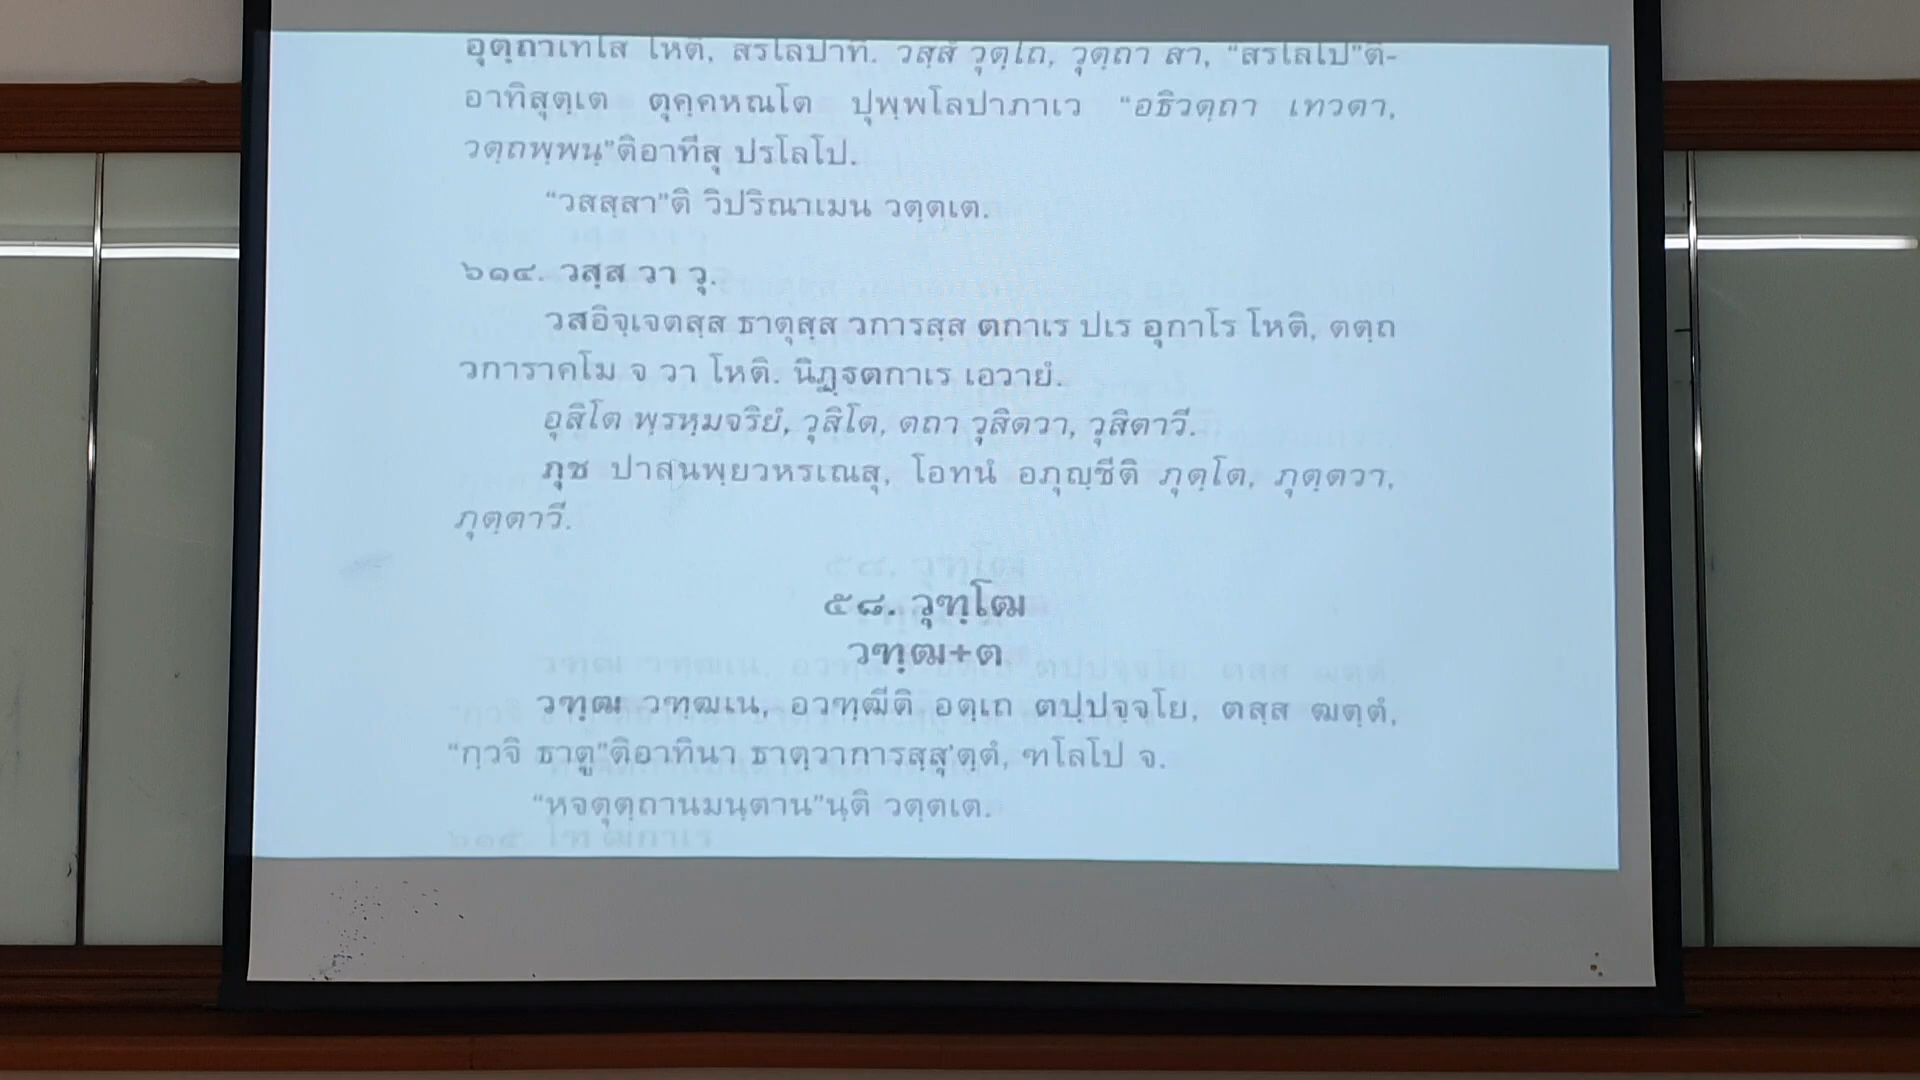 อุตฺถาเทโส โหติ, สรโลปาทิ. วสฺสํ วุตฺโถ, วุตฺถา สา, “สรโลโป”ติ-
อาทิสุตฺเต ตุคฺคหณโต ปุพฺพโลปาภาเว “อธิวตฺถา เทวตา,
วตฺถพฺพนฺ”ติอาทีสุ ปรโลโป.
“วสสฺสา”ติ วิปริณาเมน วตฺตเต.
๖๑๔. วสฺส วา วุ.
วสอิจฺเจตสฺส ธาตุสฺส วการสฺส ตกาเร ปเร อุกาโร โหติ, ตตฺถ
วการาคโม จ วา โหติ. นิฏฺฐตกาเร เอวายํ.
อุสิโต พฺรหฺมจริยํ, วุสิโต, ตถา วุสิตวา, วุสิตาวี.
ภุช ปาลนพฺยวหรเณสุ, โอทนํ อภุญฺชีติ ภุตฺโต, ภุตฺตวา,
ภุตฺตาวี.
๕๘. วุฑฺโฒ
วฑฺฒ+ต
วฑฺฒ วฑฺฒเน, อวฑฺฒีติ อตฺเถ ตปฺปจฺจโย, ตสฺส ฒตฺตํ,
“กฺวจิ ธาตู”ติอาทินา ธาตฺวาการสฺสุ’ตฺตํ, ฑโลโป จ.
“หจตุตฺถานมนฺตาน”นฺติ วตฺตเต.